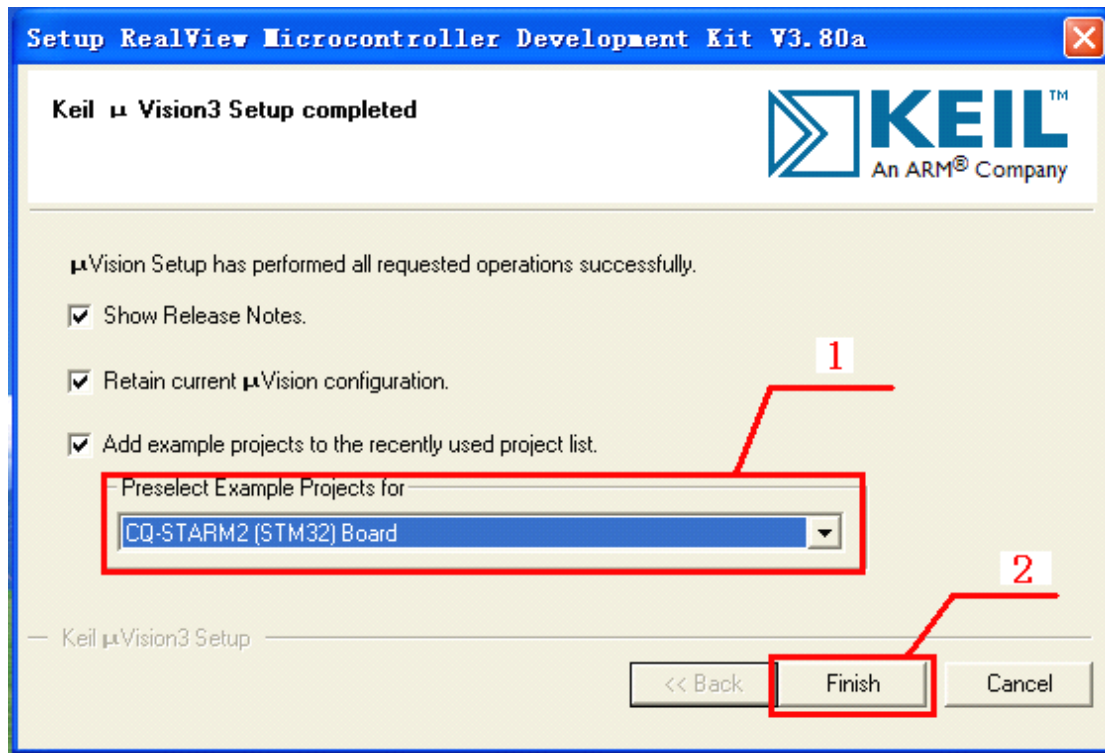 Setup RealView Microcontroller Development Kit V3.80a
Keil μ Vision3 Setup completed
KEIL™
An ARM® Company
μVision Setup has performed all requested operations successfully.
Show Release Notes.
1
Retain current μVision configuration.
Add example projects to the recently used project list.
Preselect Example Projects for
CQ-STARM2 (STM32) Board
2
Keil μVision3 Setup
<< Back
Finish
Cancel